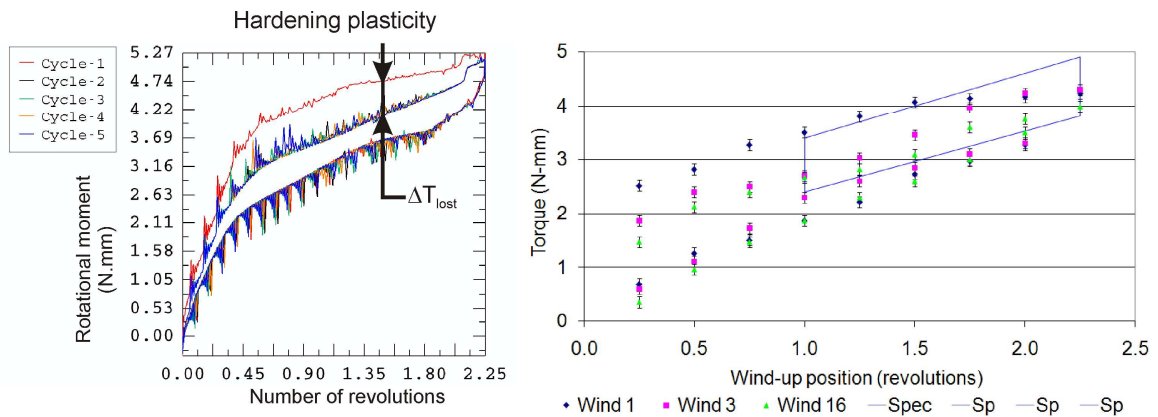 Hardening plasticity
Cycle-1
Cycle-2
Cycle-3
Cycle-4
Cycle-5
5.27
4.74
4.22
3.69
3.16
2.63
2.11
1.58
1.05
0.53
0.00
Rotational moment
(N.mm)
ΔTlost
0.00 0.45 0.90 1.35 1.80 2.25
Number of revolutions
5
4
3
2
1
0
Torque (N-mm)
0.0 0.5 1.0 1.5 2.0 2.5
Wind-up position (revolutions)
Wind 1 Wind 3 Wind 16 Spec Sp Sp Sp